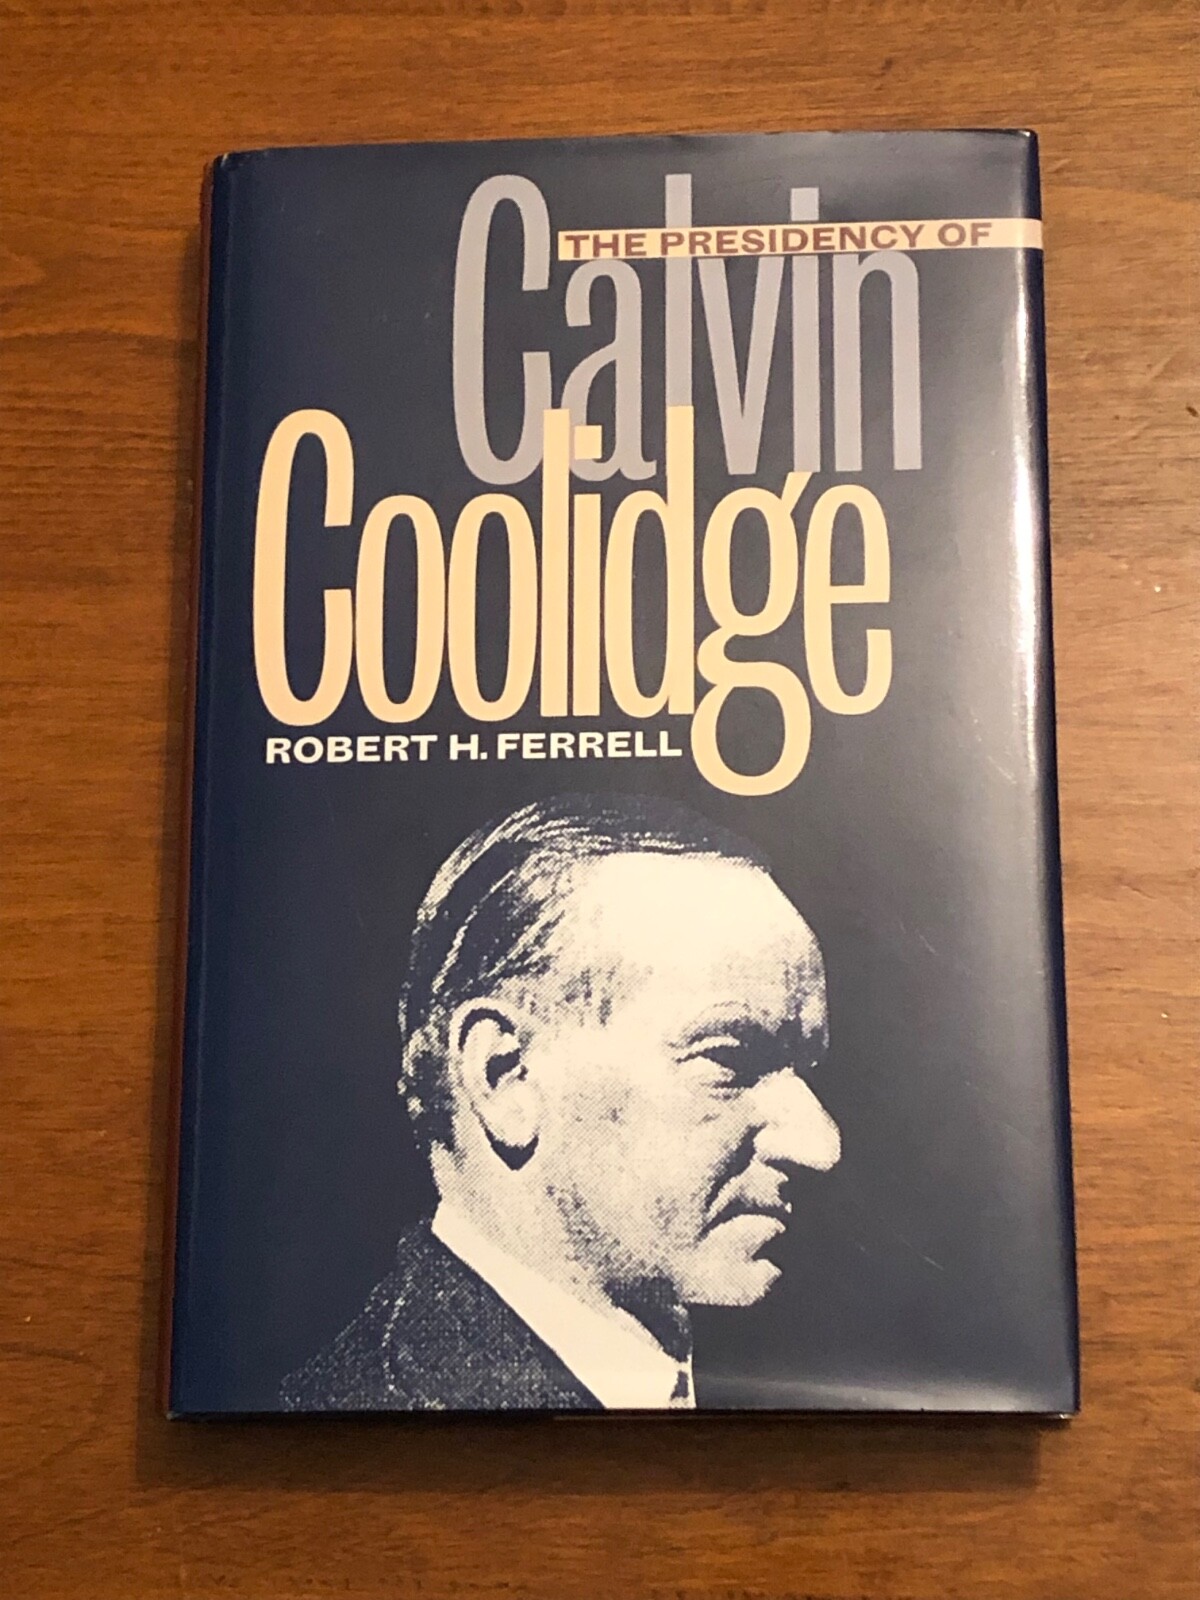 THE PRESIDENCY OF
Calvin
Coolidge
ROBERT H. FERRELL